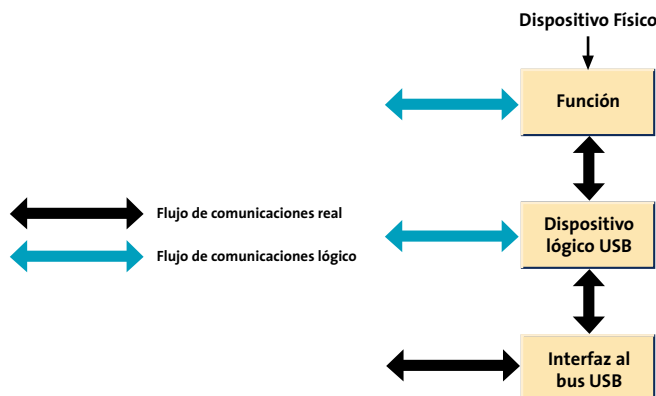 Dispositivo Físico
Función
Flujo de comunicaciones real
Flujo de comunicaciones lógico
Dispositivo
lógico USB
Interfaz al
bus USB